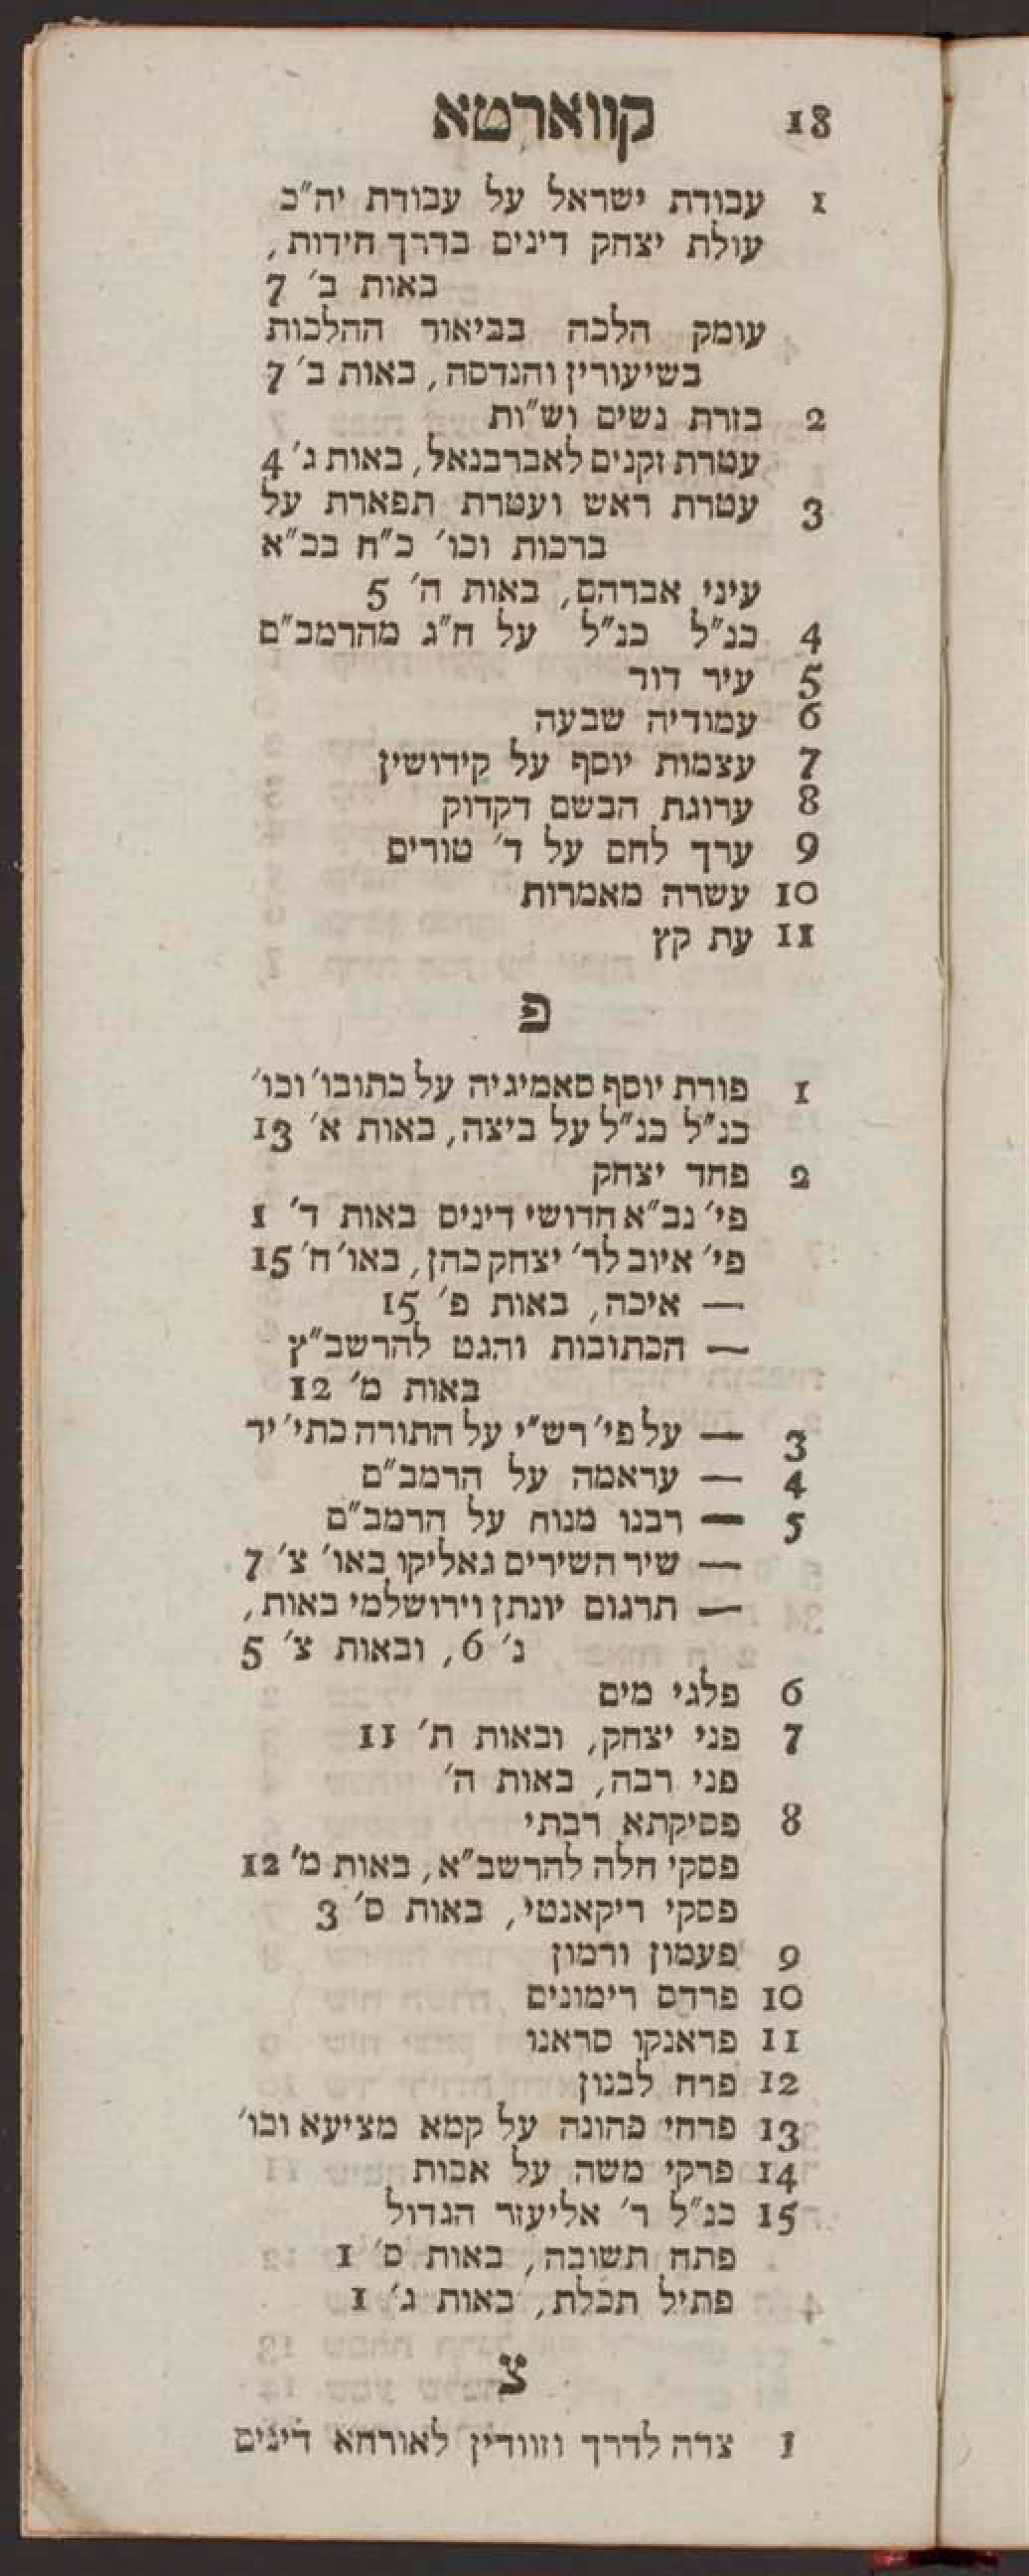 18 קווארטא
1 עבודת ישראל על עבודת יה״כ
עולת יצחק דינים בדרך חידות,
באות ב׳ 7
עומק הלכה בביאור ההלכות
בשיעורין והנדסה, באות ב׳ 7
2 עזרת נשים וש״ות
עטרת זקנים לאברבנאל, באות ג׳ 4
3 עטרת ראש ועטרת תפארת על
ברכות וכו׳ כ״ח בכ״א
עיני אברהם, באות ה׳ 5
4 כנ״ל כנ״ל על ח״ג מהרמב״ם
5 עיר דוד
6 עמודיה שבעה
7 עצמות יוסף על קידושין
8 ערוגת הבשם דקדוק
9 ערך לחם על ד׳ טורים
10 עשרה מאמרות
11 עת קץ
פ
1 פורת יוסף סאמיגיה על כתובו׳ וכו׳
כנ״ל כנ״ל על ביצה, באות א׳ 13
2 פחד יצחק
פי׳ נב״א חדושי דינים באות ד׳ 1
פי׳ איוב לר׳ יצחק כהן, באו׳ ח׳ 15
— איכה, באות פ׳ 15
— הכתובות והגט להרשב״ץ
באות מ׳ 12
3 — על פי׳ רש״י על התורה כתי׳ יד
4 — עראמה על הרמב״ם
5 — רבנו מנוח על הרמב״ם
— שיר השירים גאליקו באו׳ צ׳ 7
— תרגום יונתן וירושלמי באות,
נ׳ 6, ובאות צ׳ 5
6 פלגי מים
7 פני יצחק, ובאות ת׳ 11
פני רבה, באות ה׳
8 פסיקתא רבתי
פסקי חלה להרשב״א, באות מ׳ 12
פסקי ריקאנטי, באות ס׳ 3
9 פעמון ורמון
10 פרדס רימונים
11 פראנקו סראנו
12 פרח לבנון
13 פרחי כהונה על קמא מציעא וכו׳
14 פרקי משה על אבות
15 כנ״ל ר׳ אליעזר הגדול
פתח תשובה, באות ס׳ 1
פתיל תכלת, באות ג׳ 1
צ
1 צדה לדרך וזוודין לאורחא דינים